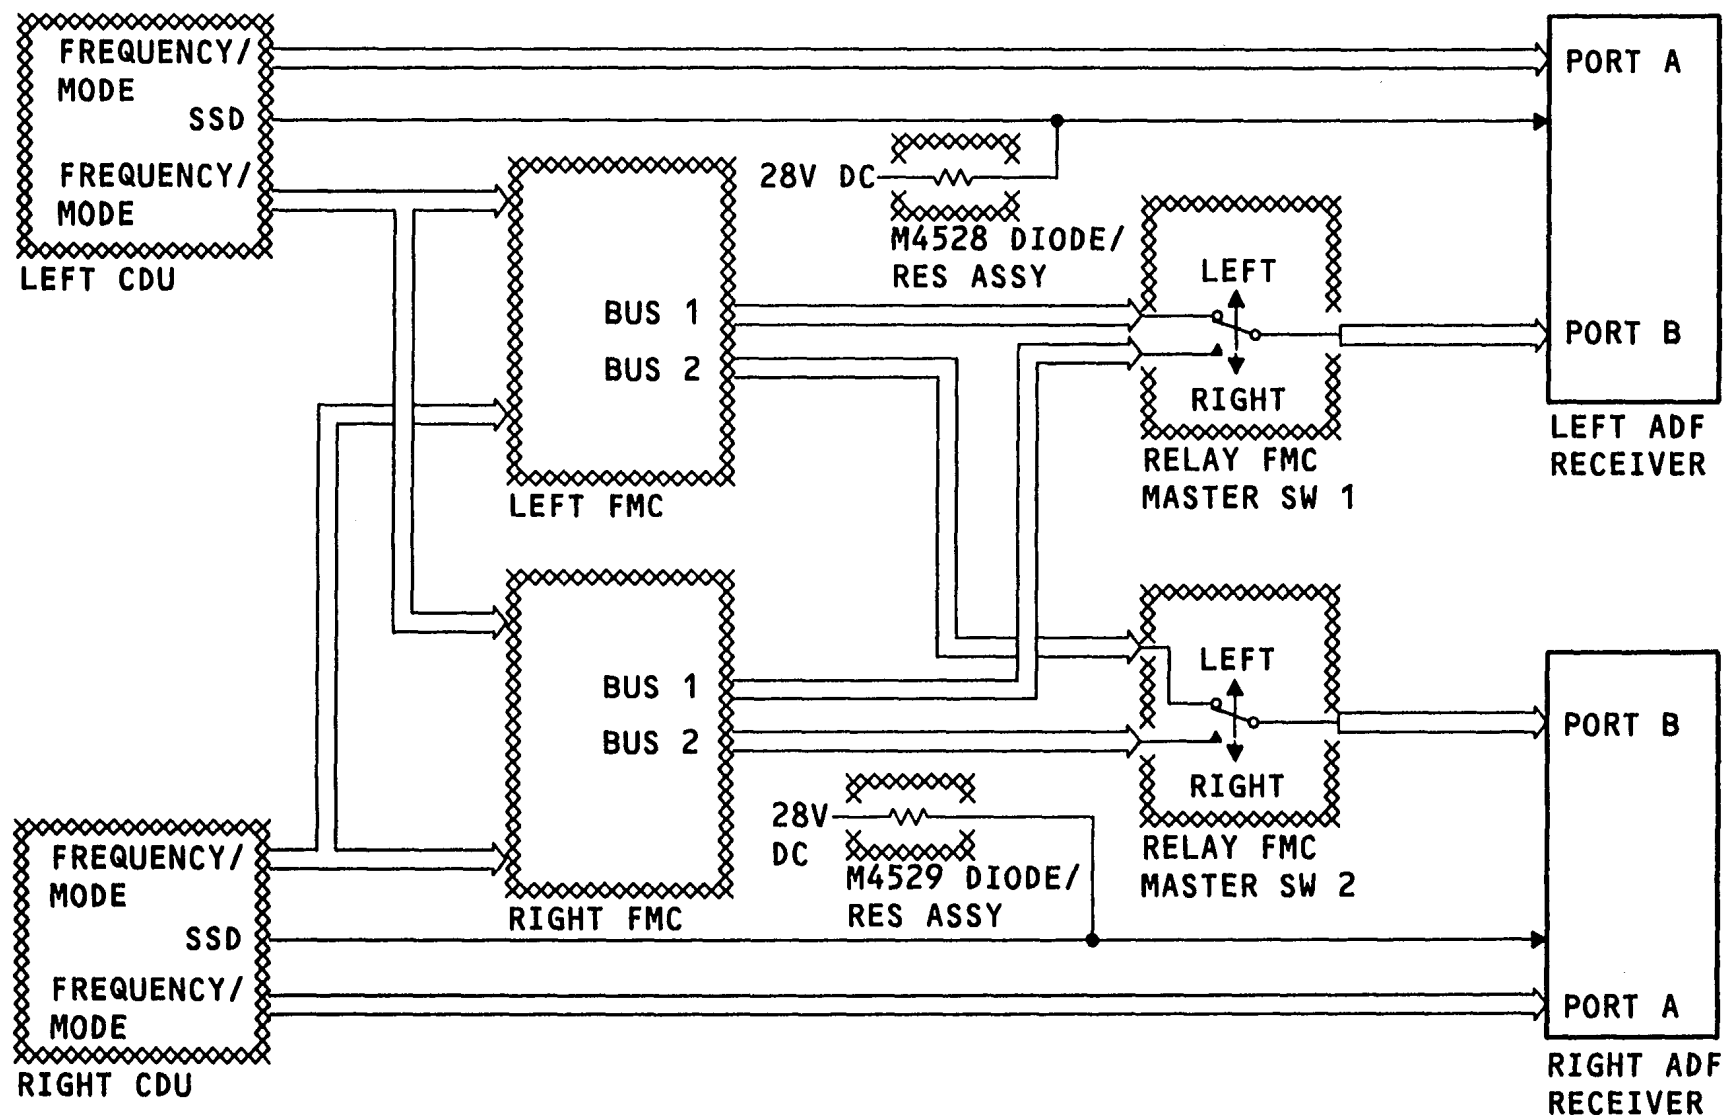 FREQUENCY/
MODE
SSD
FREQUENCY/
MODE
LEFT CDU
PORT A
28V DC
M4528 DIODE/
RES ASSY
BUS 1
BUS 2
LEFT FMC
LEFT
RIGHT
RELAY FMC
MASTER SW 1
PORT B
LEFT ADF
RECEIVER
BUS 1
BUS 2
RIGHT FMC
LEFT
RIGHT
RELAY FMC
MASTER SW 2
28V
DC
M4529 DIODE/
RES ASSY
PORT B
PORT A
RIGHT ADF
RECEIVER
FREQUENCY/
MODE
SSD
FREQUENCY/
MODE
RIGHT CDU